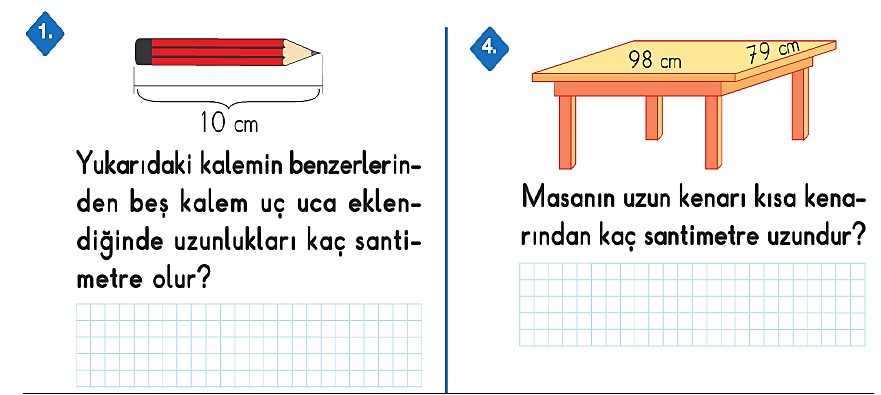 1.
10 cm
Yukarıdaki kalemin benzerlerin-
den beş kalem uç uca eklen-
diğinde uzunlukları kaç santi-
metre olur?
4.
98 cm
79 cm
Masanın uzun kenarı kısa kena-
rından kaç santimetre uzundur?